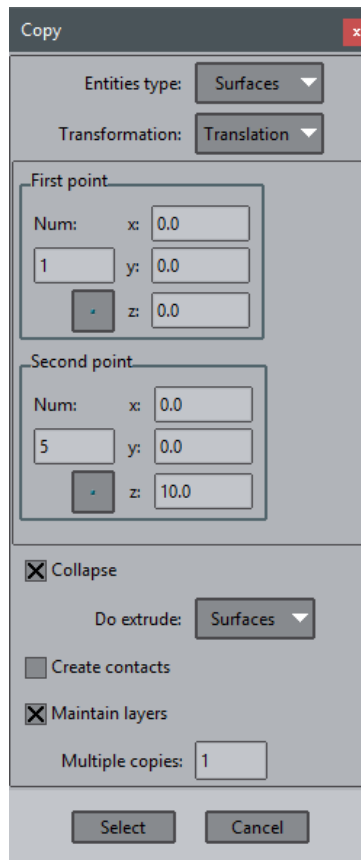 Copy x
Entities type: Surfaces
Transformation: Translation
First point
Num: x: 0.0
1 y: 0.0
z: 0.0
Second point
Num: x: 0.0
5 y: 0.0
z: 10.0
Collapse
Do extrude: Surfaces
Create contacts
Maintain layers
Multiple copies: 1
Select Cancel